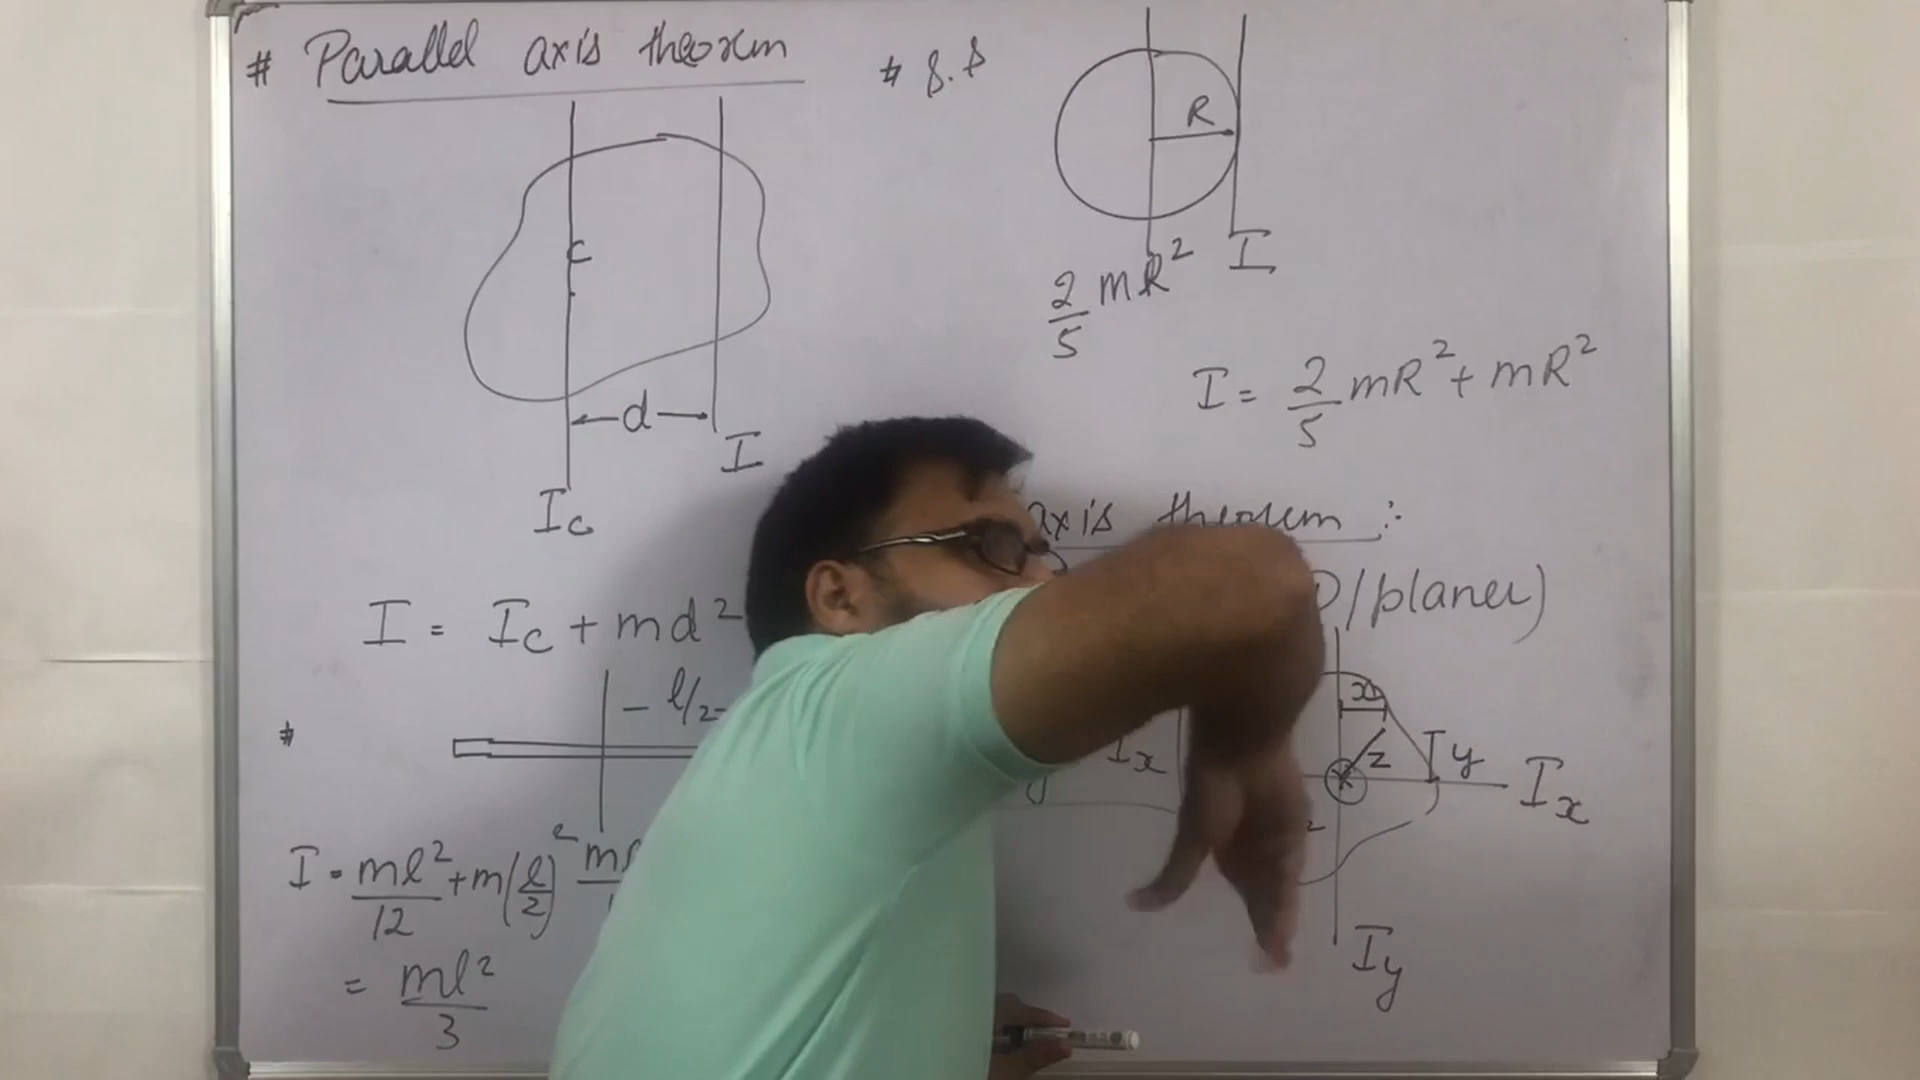 # Parallel axis theorem
C
d
I
Ic
I = Ic + md²
#
- l/2 -
I = ml²/12 + m(l/2)²
= ml²/3
# S.S
R
2/5 mR²
I
I = 2/5 mR² + mR²
axis theorem :
/planer)
Ix
x
z
y
Ix
Iy